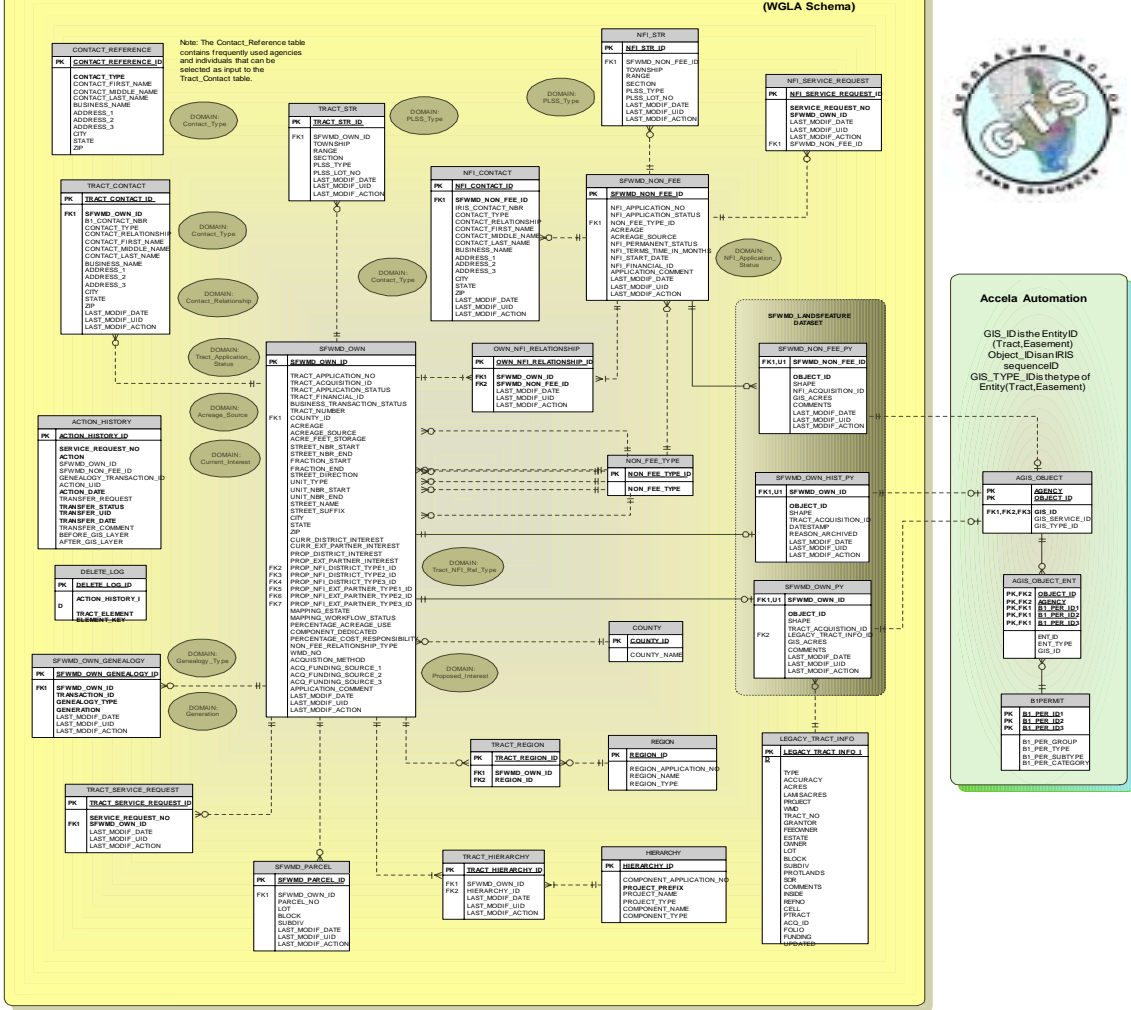 (WGLA Schema)
CONTACT_REFERENCE
PK CONTACT_REFERENCE_ID
CONTACT_TYPE
CONTACT_FIRST_NAME
CONTACT_MIDDLE_NAME
CONTACT_LAST_NAME
BUSINESS_NAME
ADDRESS_1
ADDRESS_2
ADDRESS_3
CITY
STATE
ZIP
Note: The Contact_Reference table
contains frequently used agencies
and individuals that can be
selected as input to the
Tract_Contact table.
DOMAIN:
Contact_Type
TRACT_STR
PK TRACT_STR_ID
FK1 SFWMD_OWN_ID
TOWNSHIP
RANGE
SECTION
PLSS_TYPE
PLSS_LOT_NO
LAST_MODIF_DATE
LAST_MODIF_UID
LAST_MODIF_ACTION
DOMAIN:
PLSS_Type
DOMAIN:
PLSS_Type
NFI_STR
PK NFI_STR_ID
FK1 SFWMD_NON_FEE_ID
TOWNSHIP
RANGE
SECTION
PLSS_TYPE
PLSS_LOT_NO
LAST_MODIF_DATE
LAST_MODIF_UID
LAST_MODIF_ACTION
NFI_SERVICE_REQUEST
PK NFI_SERVICE_REQUEST_ID
SERVICE_REQUEST_NO
SFWMD_OWN_ID
LAST_MODIF_DATE
LAST_MODIF_UID
LAST_MODIF_ACTION
FK1 SFWMD_NON_FEE_ID
GEOGRAPHY SECTION
GIS
LAND RESOURCES
TRACT_CONTACT
PK TRACT_CONTACT_ID
FK1 SFWMD_OWN_ID
B1_CONTACT_NBR
CONTACT_TYPE
CONTACT_RELATIONSHIP
CONTACT_FIRST_NAME
CONTACT_MIDDLE_NAME
CONTACT_LAST_NAME
BUSINESS_NAME
ADDRESS_1
ADDRESS_2
ADDRESS_3
CITY
STATE
ZIP
LAST_MODIF_DATE
LAST_MODIF_UID
LAST_MODIF_ACTION
DOMAIN:
Contact_Type
DOMAIN:
Contact_Relationship
NFI_CONTACT
PK NFI_CONTACT_ID
FK1 SFWMD_NON_FEE_ID
IRIS_CONTACT_NBR
CONTACT_TYPE
CONTACT_RELATIONSHIP
CONTACT_FIRST_NAME
CONTACT_MIDDLE_NAME
CONTACT_LAST_NAME
BUSINESS_NAME
ADDRESS_1
ADDRESS_2
ADDRESS_3
CITY
STATE
ZIP
LAST_MODIF_DATE
LAST_MODIF_UID
LAST_MODIF_ACTION
DOMAIN:
Contact_Type
SFWMD_NON_FEE
PK SFWMD_NON_FEE_ID
NFI_APPLICATION_NO
NFI_APPLICATION_STATUS
FK1 NON_FEE_TYPE_ID
ACREAGE
ACREAGE_SOURCE
NFI_PERMANENT_STATUS
NFI_TERMS_TIME_IN_MONTHS
NFI_START_DATE
NFI_FINANCIAL_ID
APPLICATION_COMMENT
LAST_MODIF_DATE
LAST_MODIF_UID
LAST_MODIF_ACTION
DOMAIN:
NFI_Application_
Status
Accela Automation
GIS_ID is the Entity ID
(Tract,Easement)
Object_ID is an IRIS
sequence ID
GIS_TYPE_ID is the type of
Entity(Tract,Easement)
DOMAIN:
Tract_Application_
Status
DOMAIN:
Acreage_Source
DOMAIN:
Current_Interest
SFWMD_OWN
PK SFWMD_OWN_ID
TRACT_APPLICATION_NO
TRACT_ACQUISITION_ID
TRACT_APPLICATION_STATUS
TRACT_FINANCIAL_ID
BUSINESS_TRANSACTION_STATUS
TRACT_NUMBER
FK1 COUNTY_ID
ACREAGE
ACREAGE_SOURCE
ACRE_FEET_STORAGE
STREET_NBR_START
STREET_NBR_END
FRACTION_START
FRACTION_END
STREET_DIRECTION
UNIT_TYPE
UNIT_NBR_START
UNIT_NBR_END
STREET_NAME
STREET_SUFFIX
CITY
STATE
ZIP
CURR_DISTRICT_INTEREST
CURR_EXT_PARTNER_INTEREST
PROP_DISTRICT_INTEREST
PROP_EXT_PARTNER_INTEREST
FK2 PROP_NFI_DISTRICT_TYPE1_ID
FK3 PROP_NFI_DISTRICT_TYPE2_ID
FK4 PROP_NFI_DISTRICT_TYPE3_ID
FK5 PROP_NFI_EXT_PARTNER_TYPE1_ID
FK6 PROP_NFI_EXT_PARTNER_TYPE2_ID
FK7 PROP_NFI_EXT_PARTNER_TYPE3_ID
MAPPING_ESTATE
MAPPING_WORKFLOW_STATUS
PERCENTAGE_ACREAGE_USE
COMPONENT_DEDICATED
PERCENTAGE_COST_RESPONSIBILITY
NON_FEE_RELATIONSHIP_TYPE
WMD_NO
ACQUISTION_METHOD
ACQ_FUNDING_SOURCE_1
ACQ_FUNDING_SOURCE_2
ACQ_FUNDING_SOURCE_3
APPLICATION_COMMENT
LAST_MODIF_DATE
LAST_MODIF_UID
LAST_MODIF_ACTION
OWN_NFI_RELATIONSHIP
PK OWN_NFI_RELATIONSHIP_ID
FK1 SFWMD_OWN_ID
FK2 SFWMD_NON_FEE_ID
LAST_MODIF_DATE
LAST_MODIF_UID
LAST_MODIF_ACTION
SFWMD_LANDSFEATURE
DATASET
SFWMD_NON_FEE_PY
FK1,U1 SFWMD_NON_FEE_ID
OBJECT_ID
SHAPE
NFI_ACQUISITION_ID
GIS_ACRES
COMMENTS
LAST_MODIF_DATE
LAST_MODIF_UID
LAST_MODIF_ACTION
ACTION_HISTORY
PK ACTION_HISTORY_ID
SERVICE_REQUEST_NO
ACTION
SFWMD_OWN_ID
SFWMD_NON_FEE_ID
GENEALOGY_TRANSACTION_ID
ACTION_UID
ACTION_DATE
TRANSFER_REQUEST
TRANSFER_STATUS
TRANSFER_UID
TRANSFER_DATE
TRANSFER_COMMENT
BEFORE_GIS_LAYER
AFTER_GIS_LAYER
NON_FEE_TYPE
PK NON_FEE_TYPE_ID
NON_FEE_TYPE
SFWMD_OWN_HIST_PY
FK1,U1 SFWMD_OWN_ID
OBJECT_ID
SHAPE
TRACT_ACQUISITION_ID
DATESTAMP
REASON_ARCHIVED
LAST_MODIF_DATE
LAST_MODIF_UID
LAST_MODIF_ACTION
AGIS_OBJECT
PK AGENCY
PK OBJECT_ID
FK1,FK2,FK3 GIS_ID
GIS_SERVICE_ID
GIS_TYPE_ID
DELETE_LOG
PK DELETE_LOG_ID
ACTION_HISTORY_I
D
TRACT_ELEMENT
ELEMENT_KEY
DOMAIN:
Tract_NFI_Rel_Type
SFWMD_OWN_PY
FK1,U1 SFWMD_OWN_ID
OBJECT_ID
SHAPE
TRACT_ACQUISTION_ID
FK2 LEGACY_TRACT_INFO_ID
GIS_ACRES
COMMENTS
LAST_MODIF_DATE
LAST_MODIF_UID
LAST_MODIF_ACTION
AGIS_OBJECT_ENT
PK,FK2 OBJECT_ID
PK,FK2 AGENCY
PK,FK1 B1_PER_ID1
PK,FK1 B1_PER_ID2
PK,FK1 B1_PER_ID3
ENT_ID
ENT_TYPE
GIS_ID
COUNTY
PK COUNTY_ID
COUNTY_NAME
DOMAIN:
Proposed_Interest
SFWMD_OWN_GENEALOGY
PK SFWMD_OWN_GENEALOGY_ID
FK1 SFWMD_OWN_ID
TRANSACTION_ID
GENEALOGY_TYPE
GENERATION
LAST_MODIF_DATE
LAST_MODIF_UID
LAST_MODIF_ACTION
DOMAIN:
Genealogy_Type
DOMAIN:
Generation
B1PERMIT
PK B1_PER_ID1
PK B1_PER_ID2
PK B1_PER_ID3
B1_PER_GROUP
B1_PER_TYPE
B1_PER_SUBTYPE
B1_PER_CATEGORY
TRACT_REGION
PK TRACT_REGION_ID
FK1 SFWMD_OWN_ID
FK2 REGION_ID
REGION
PK REGION_ID
REGION_APPLICATION_NO
REGION_NAME
REGION_TYPE
LEGACY_TRACT_INFO
PK LEGACY_TRACT_INFO_I
D
TYPE
ACCURACY
ACRES
LAMISACRES
PROJECT
WMD
TRACT_NO
GRANTOR
FEEOWNER
ESTATE
OWNER
LOT
BLOCK
SUBDIV
PROTLANDS
SOR
COMMENTS
INSIDE
REFNO
CELL
PTRACT
ACQ_ID
FOLIO
FUNDING
UPDATED
TRACT_SERVICE_REQUEST
PK TRACT_SERVICE_REQUEST_ID
SERVICE_REQUEST_NO
FK1 SFWMD_OWN_ID
LAST_MODIF_DATE
LAST_MODIF_UID
LAST_MODIF_ACTION
SFWMD_PARCEL
PK SFWMD_PARCEL_ID
FK1 SFWMD_OWN_ID
PARCEL_NO
LOT
BLOCK
SUBDIV
LAST_MODIF_DATE
LAST_MODIF_UID
LAST_MODIF_ACTION
TRACT_HIERARCHY
PK TRACT_HIERARCHY_ID
FK1 SFWMD_OWN_ID
FK2 HIERARCHY_ID
LAST_MODIF_DATE
LAST_MODIF_UID
LAST_MODIF_ACTION
HIERARCHY
PK HIERARCHY_ID
COMPONENT_APPLICATION_NO
PROJECT_PREFIX
PROJECT_NAME
PROJECT_TYPE
COMPONENT_NAME
COMPONENT_TYPE